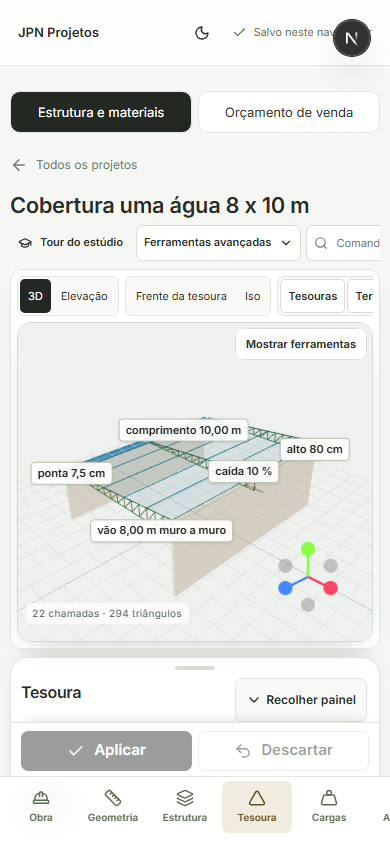 JPN Projetos
Salvo neste nav
N
Estrutura e materiais
Orçamento de venda
Todos os projetos
Cobertura uma água 8 x 10 m
Tour do estúdio
Ferramentas avançadas
Comand
3D
Elevação
Frente da tesoura
Iso
Tesouras
Ter
Mostrar ferramentas
comprimento 10,00 m
alto 80 cm
ponta 7,5 cm
caída 10 %
vão 8,00 m muro a muro
22 chamadas · 294 triângulos
Tesoura
Recolher painel
Aplicar
Descartar
Obra
Geometria
Estrutura
Tesoura
Cargas
A